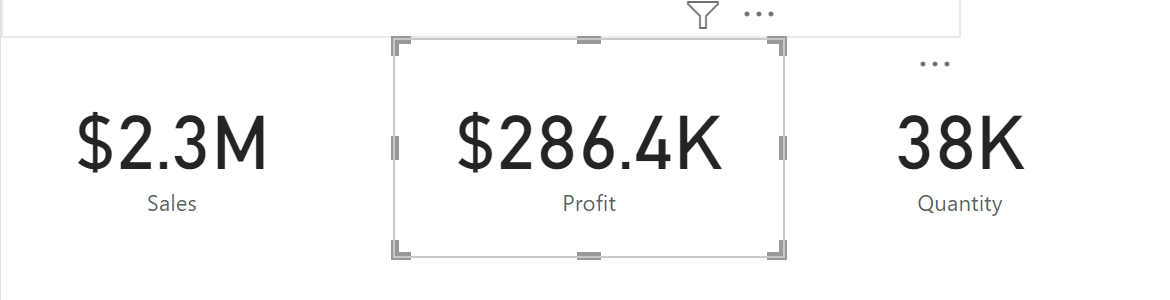 $2.3M
Sales
$286.4K
Profit
38K
Quantity